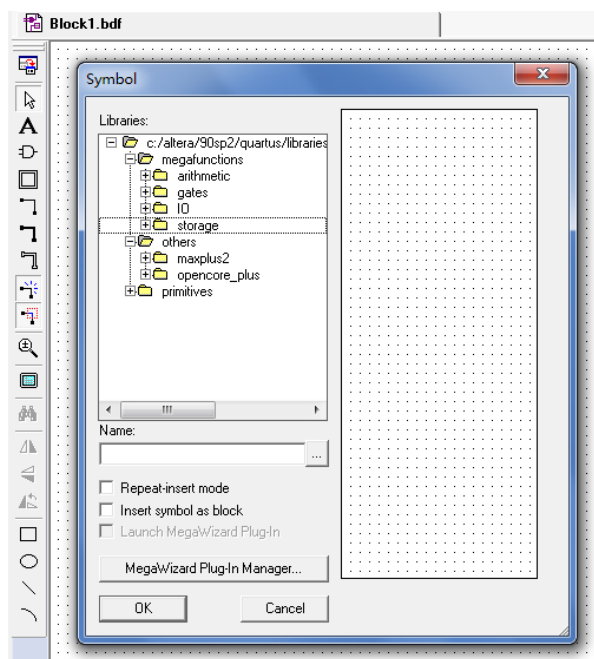 Block1.bdf
Symbol
Libraries:
c:/altera/90sp2/quartus/libraries
megafunctions
arithmetic
gates
IO
storage
others
maxplus2
opencore_plus
primitives
Name:
...
Repeat-insert mode
Insert symbol as block
Launch MegaWizard Plug-In
MegaWizard Plug-In Manager...
OK Cancel